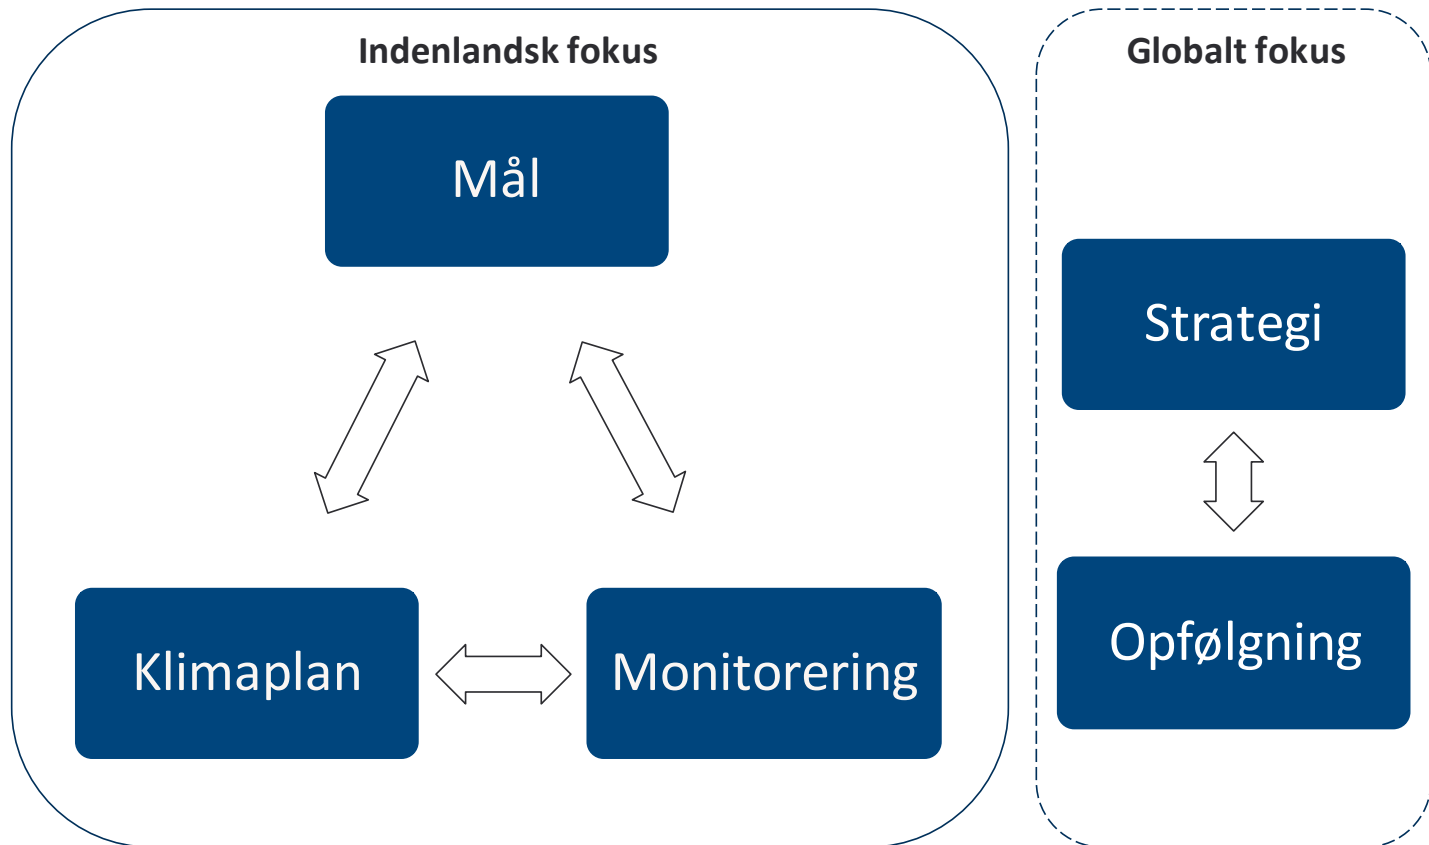 Indenlandsk fokus
Mål
Klimaplan
Monitorering
Globalt fokus
Strategi
Opfølgning